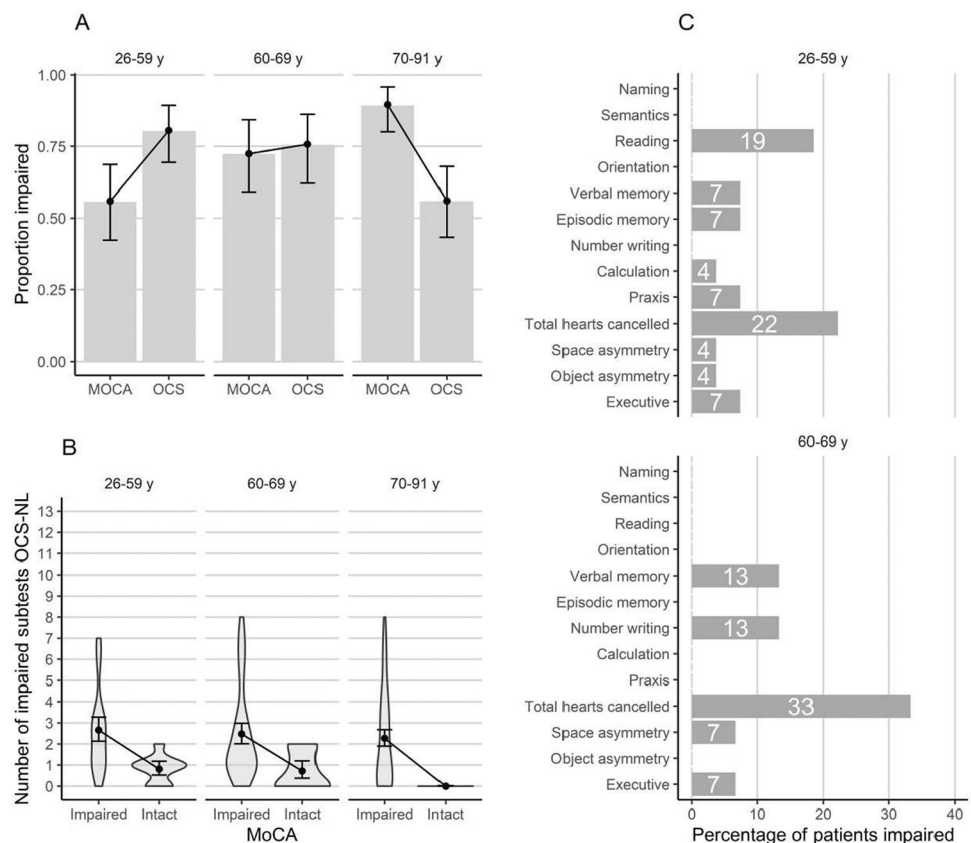 A
26-59 y 60-69 y 70-91 y
Proportion impaired
1.00
0.75
0.50
0.25
0.00
MOCA OCS MOCA OCS MOCA OCS
B
26-59 y 60-69 y 70-91 y
Number of impaired subtests OCS-NL
13
12
11
10
9
8
7
6
5
4
3
2
1
0
Impaired Intact Impaired Intact Impaired Intact
MoCA
C
26-59 y
Naming
Semantics
Reading 19
Orientation
Verbal memory 7
Episodic memory 7
Number writing
Calculation 4
Praxis 7
Total hearts cancelled 22
Space asymmetry 4
Object asymmetry 4
Executive 7
60-69 y
Naming
Semantics
Reading
Orientation
Verbal memory 13
Episodic memory
Number writing 13
Calculation
Praxis
Total hearts cancelled 33
Space asymmetry 7
Object asymmetry
Executive 7
0 10 20 30 40
Percentage of patients impaired